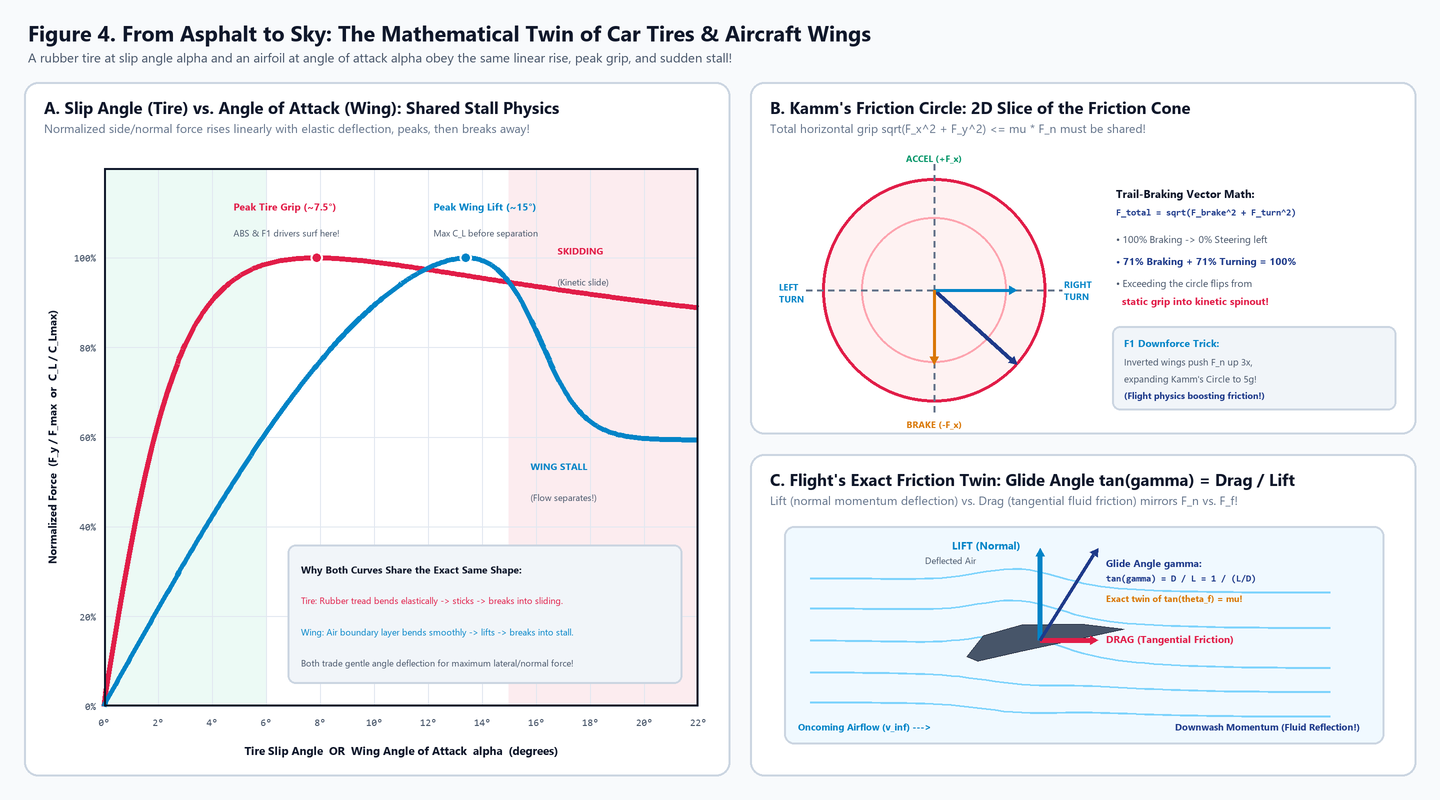 Figure 4. From Asphalt to Sky: The Mathematical Twin of Car Tires & Aircraft Wings
A rubber tire at slip angle alpha and an airfoil at angle of attack alpha obey the same linear rise, peak grip, and sudden stall!
A. Slip Angle (Tire) vs. Angle of Attack (Wing): Shared Stall Physics
Normalized side/normal force rises linearly with elastic deflection, peaks, then breaks away!
Peak Tire Grip (~7.5°)
ABS & F1 drivers surf here!
Peak Wing Lift (~15°)
Max C_L before separation
SKIDDING
(Kinetic slide)
WING STALL
(Flow separates!)
100%
80%
60%
40%
20%
0%
Normalized Force (F_y / F_max or C_L / C_Lmax)
Why Both Curves Share the Exact Same Shape:
Tire: Rubber tread bends elastically -> sticks -> breaks into sliding.
Wing: Air boundary layer bends smoothly -> lifts -> breaks into stall.
Both trade gentle angle deflection for maximum lateral/normal force!
0° 2° 4° 6° 8° 10° 12° 14° 16° 18° 20° 22°
Tire Slip Angle OR Wing Angle of Attack alpha (degrees)
B. Kamm's Friction Circle: 2D Slice of the Friction Cone
Total horizontal grip sqrt(F_x^2 + F_y^2) <= mu * F_n must be shared!
ACCEL (+F_x)
LEFT
TURN
RIGHT
TURN
BRAKE (-F_x)
Trail-Braking Vector Math:
F_total = sqrt(F_brake^2 + F_turn^2)
• 100% Braking -> 0% Steering left
• 71% Braking + 71% Turning = 100%
• Exceeding the circle flips from
static grip into kinetic spinout!
F1 Downforce Trick:
Inverted wings push F_n up 3x,
expanding Kamm's Circle to 5g!
(Flight physics boosting friction!)
C. Flight's Exact Friction Twin: Glide Angle tan(gamma) = Drag / Lift
Lift (normal momentum deflection) vs. Drag (tangential fluid friction) mirrors F_n vs. F_f!
LIFT (Normal)
Deflected Air
Glide Angle gamma:
tan(gamma) = D / L = 1 / (L/D)
Exact twin of tan(theta_f) = mu!
DRAG (Tangential Friction)
Oncoming Airflow (v_inf) --->
Downwash Momentum (Fluid Reflection!)